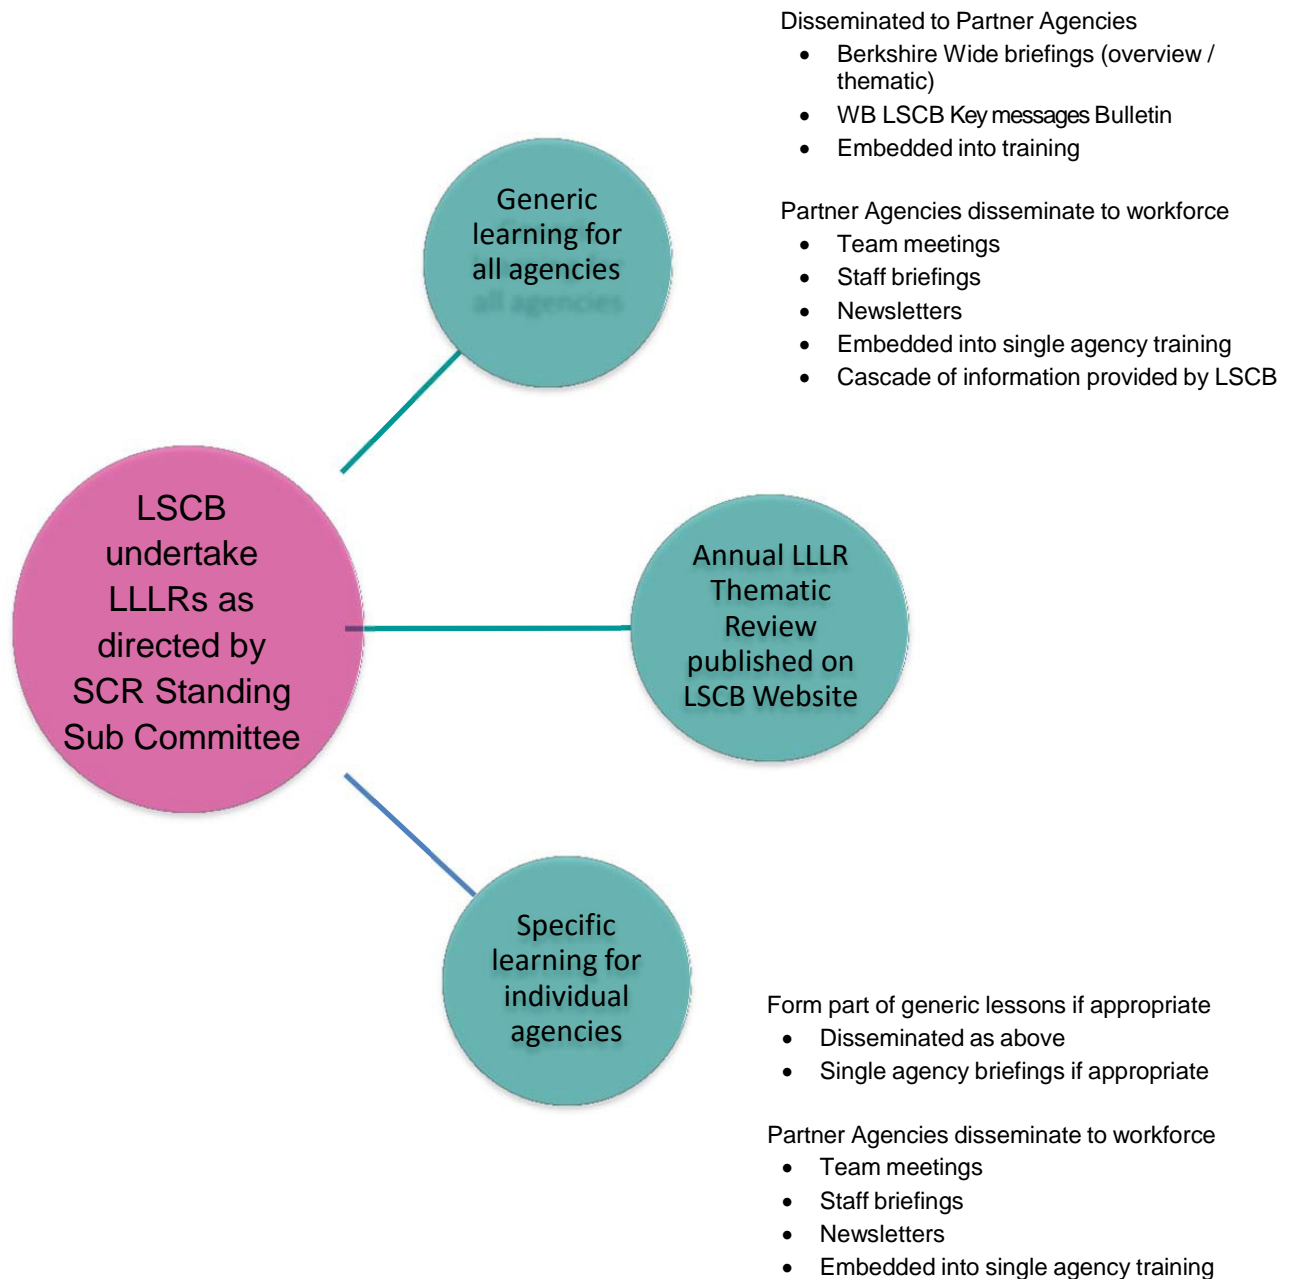 Disseminated to Partner Agencies
• Berkshire Wide briefings (overview /
thematic)
• WB LSCB Key messages Bulletin
• Embedded into training
Partner Agencies disseminate to workforce
• Team meetings
• Staff briefings
• Newsletters
• Embedded into single agency training
• Cascade of information provided by LSCB
Generic
learning for
all agencies
LSCB
undertake
LLLRs as
directed by
SCR Standing
Sub Committee
Annual LLLR
Thematic
Review
published on
LSCB Website
Specific
learning for
individual
agencies
Form part of generic lessons if appropriate
• Disseminated as above
• Single agency briefings if appropriate
Partner Agencies disseminate to workforce
• Team meetings
• Staff briefings
• Newsletters
• Embedded into single agency training